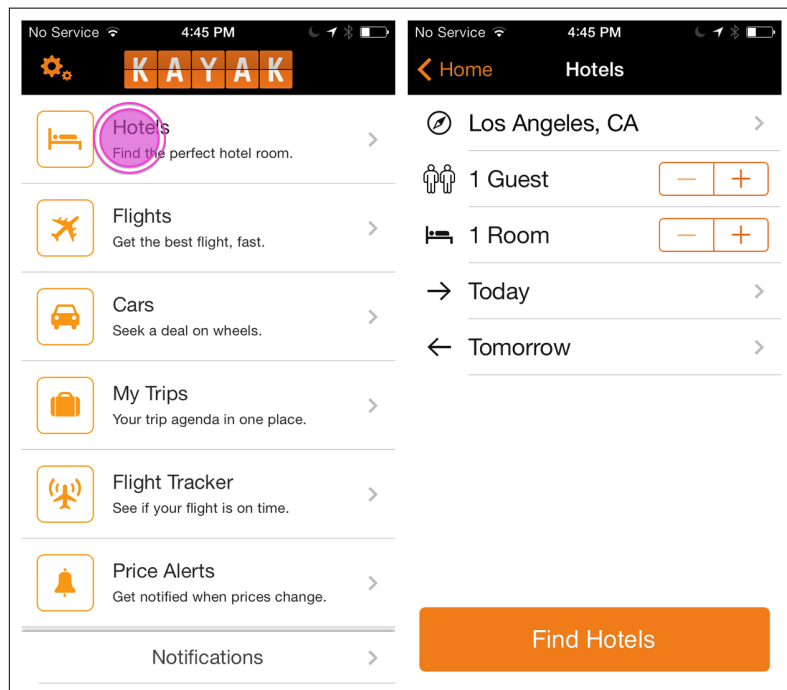 No Service 4:45 PM
KAYAK
Hotels
Find the perfect hotel room.
Flights
Get the best flight, fast.
Cars
Seek a deal on wheels.
My Trips
Your trip agenda in one place.
Flight Tracker
See if your flight is on time.
Price Alerts
Get notified when prices change.
Notifications
No Service 4:45 PM
Home Hotels
Los Angeles, CA
1 Guest
1 Room
Today
Tomorrow
Find Hotels